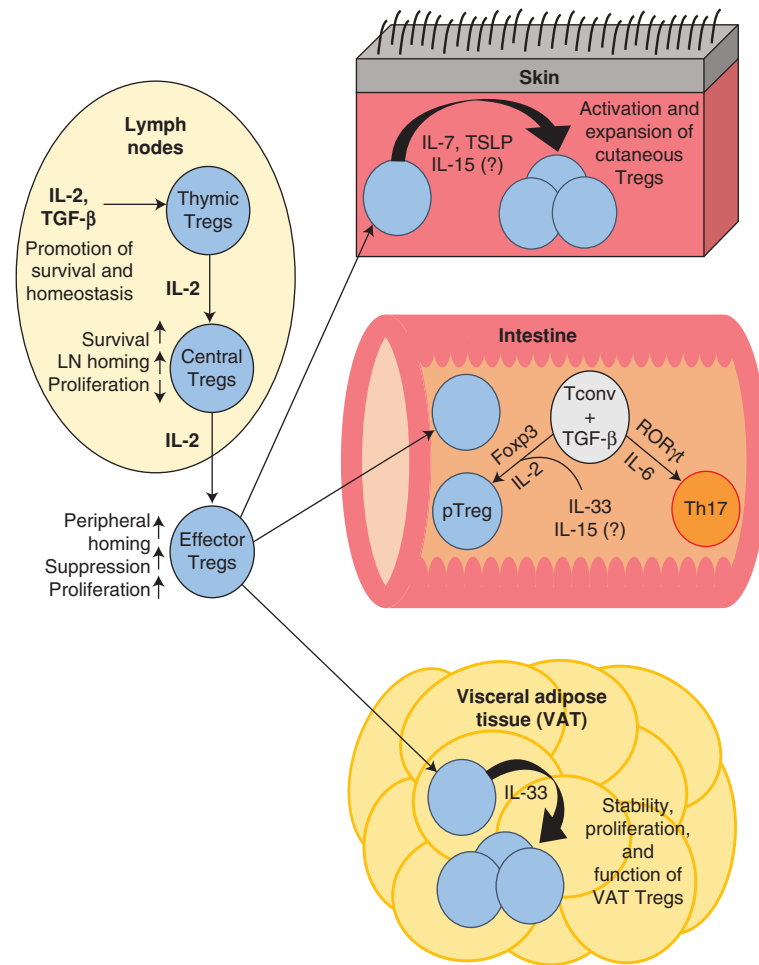 Lymph
nodes
IL-2,
TGF-β
Thymic
Tregs
Promotion of
survival and
homeostasis
IL-2
Survival
LN homing
Proliferation
Central
Tregs
IL-2
Peripheral
homing
Suppression
Proliferation
Effector
Tregs
Skin
IL-7, TSLP
IL-15 (?)
Activation and
expansion of
cutaneous
Tregs
Intestine
Tconv
+
TGF-β
Foxp3
IL-2
RORγt
IL-6
pTreg
IL-33
IL-15 (?)
Th17
Visceral adipose
tissue (VAT)
IL-33
Stability,
proliferation,
and
function of
VAT Tregs